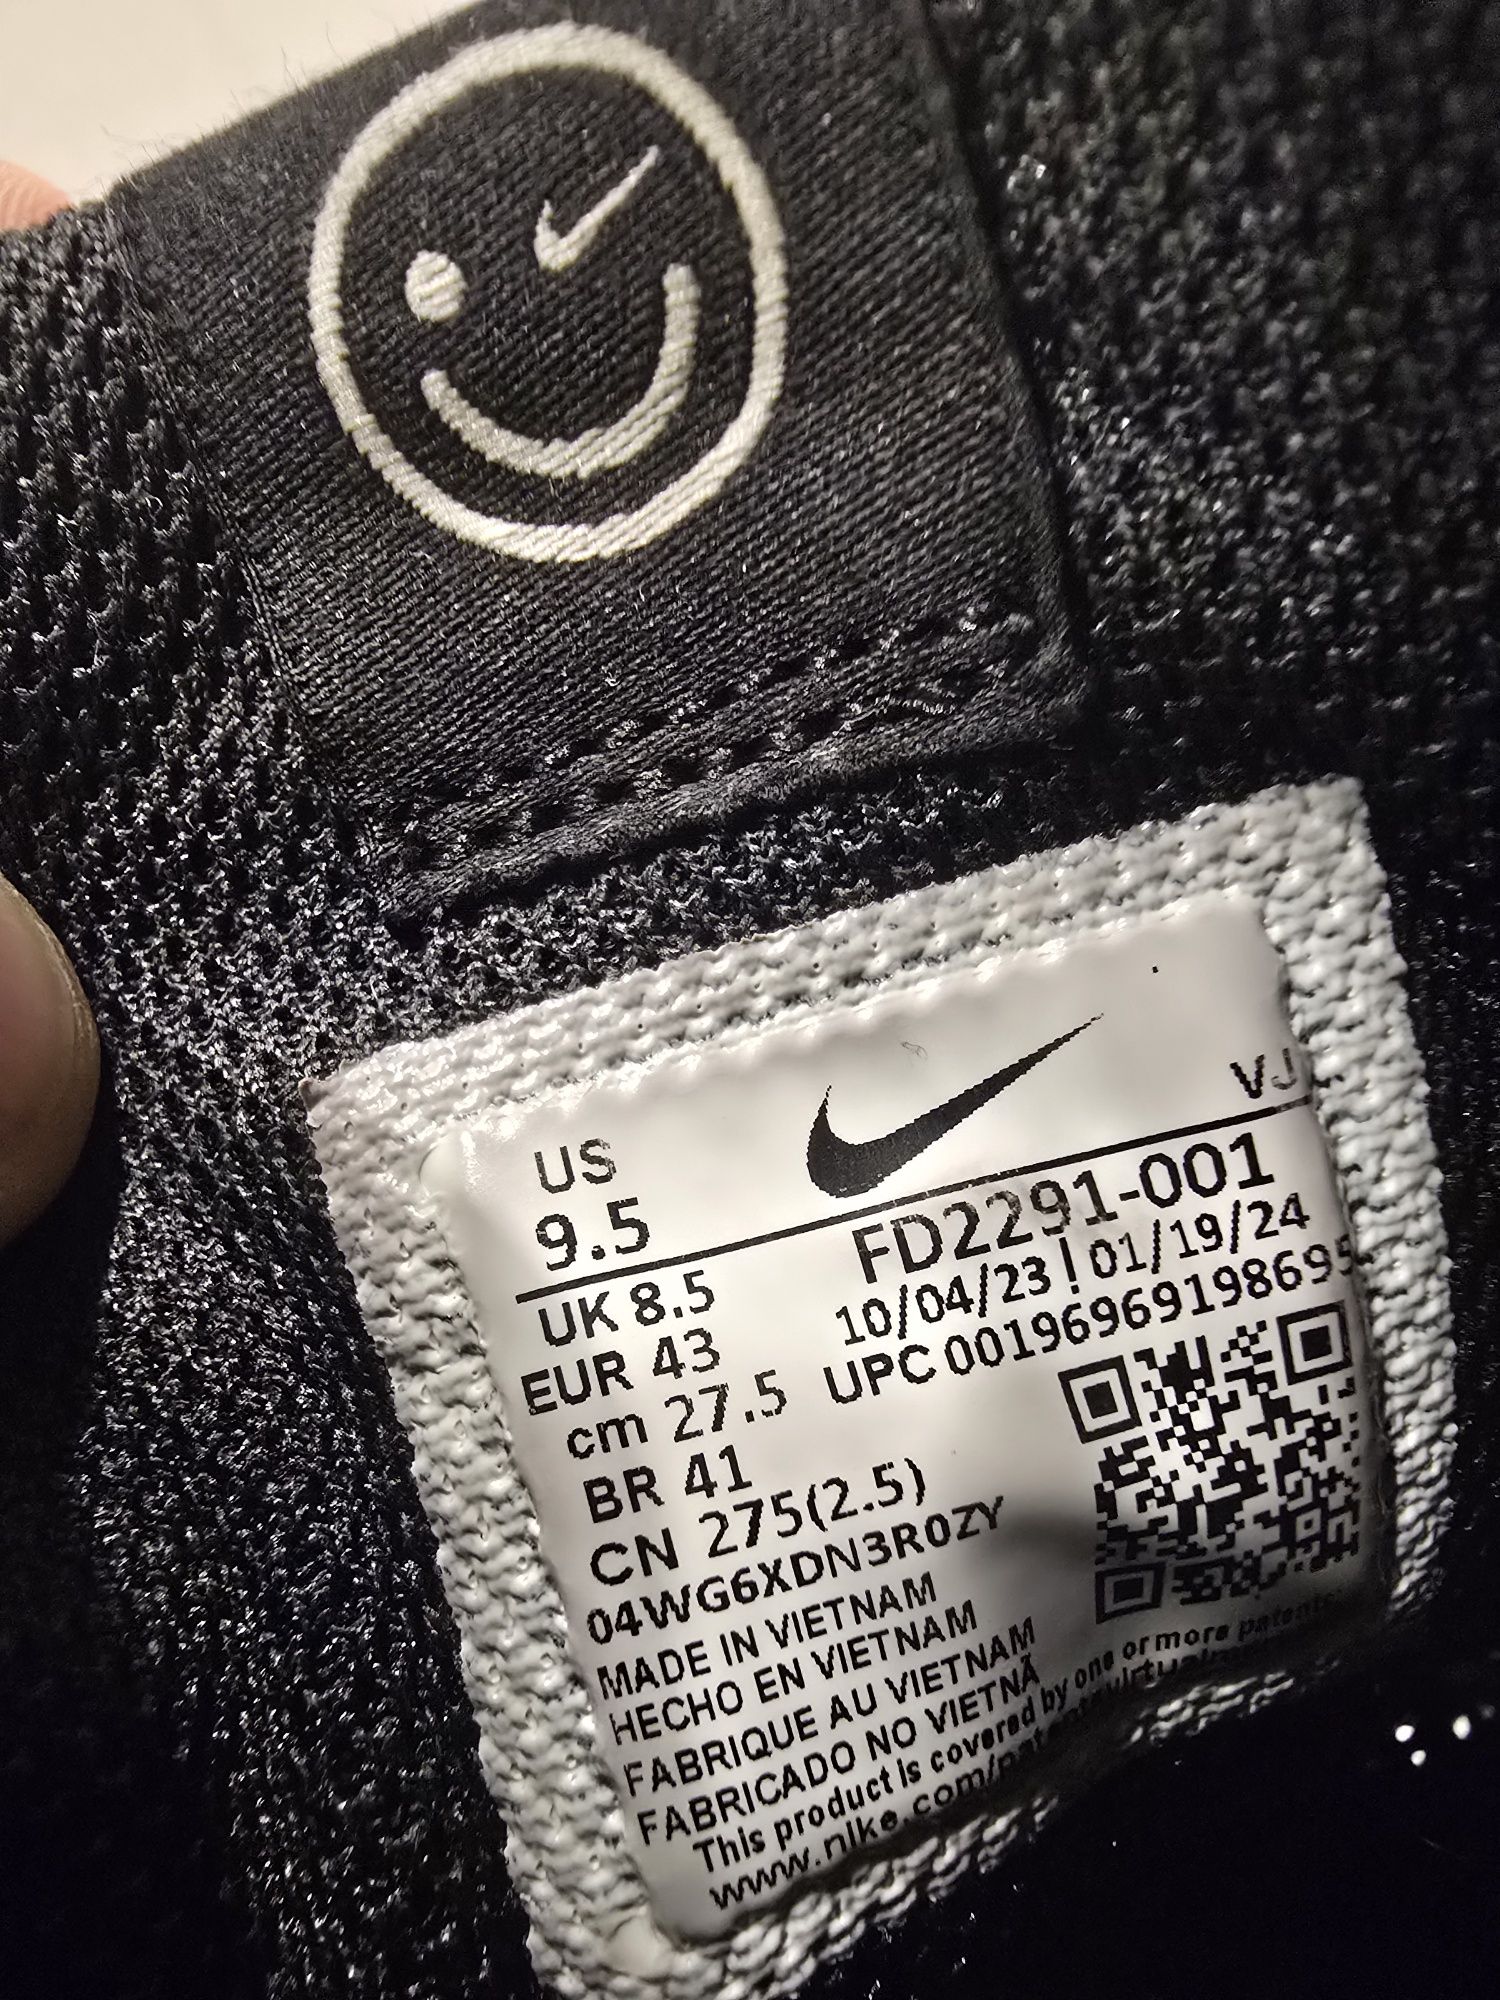 US
9.5
VJ
UK 8.5
EUR 43
cm 27.5
BR 41
CN 275(2.5)
FD2291-001
10/04/23 | 01/19/24
UPC 00196969198695
04WG6XDN3R0ZY
MADE IN VIETNAM
HECHO EN VIETNAM
FABRIQUE AU VIETNAM
FABRICADO NO VIETNÃ
This product is covered by one or more patents.
www.nike.com/